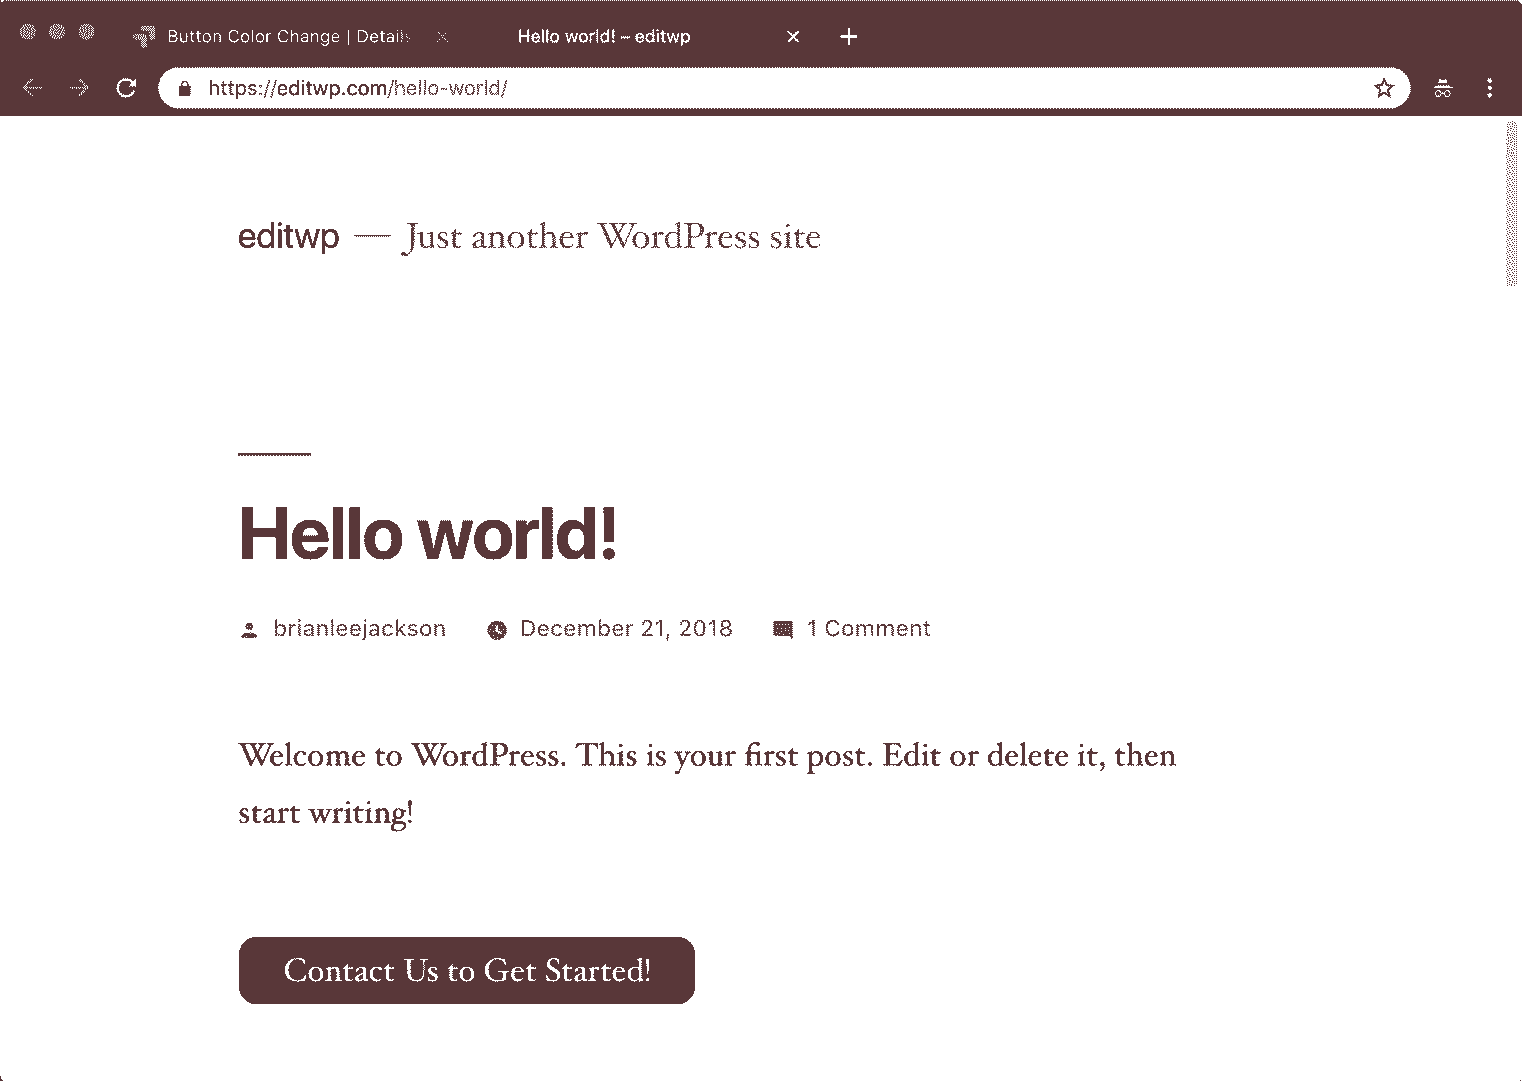 Button Color Change | Details
Hello world! – editwp
https://editwp.com/hello-world/
editwp — Just another WordPress site
Hello world!
brianleejackson December 21, 2018 1 Comment
Welcome to WordPress. This is your first post. Edit or delete it, then
start writing!
Contact Us to Get Started!